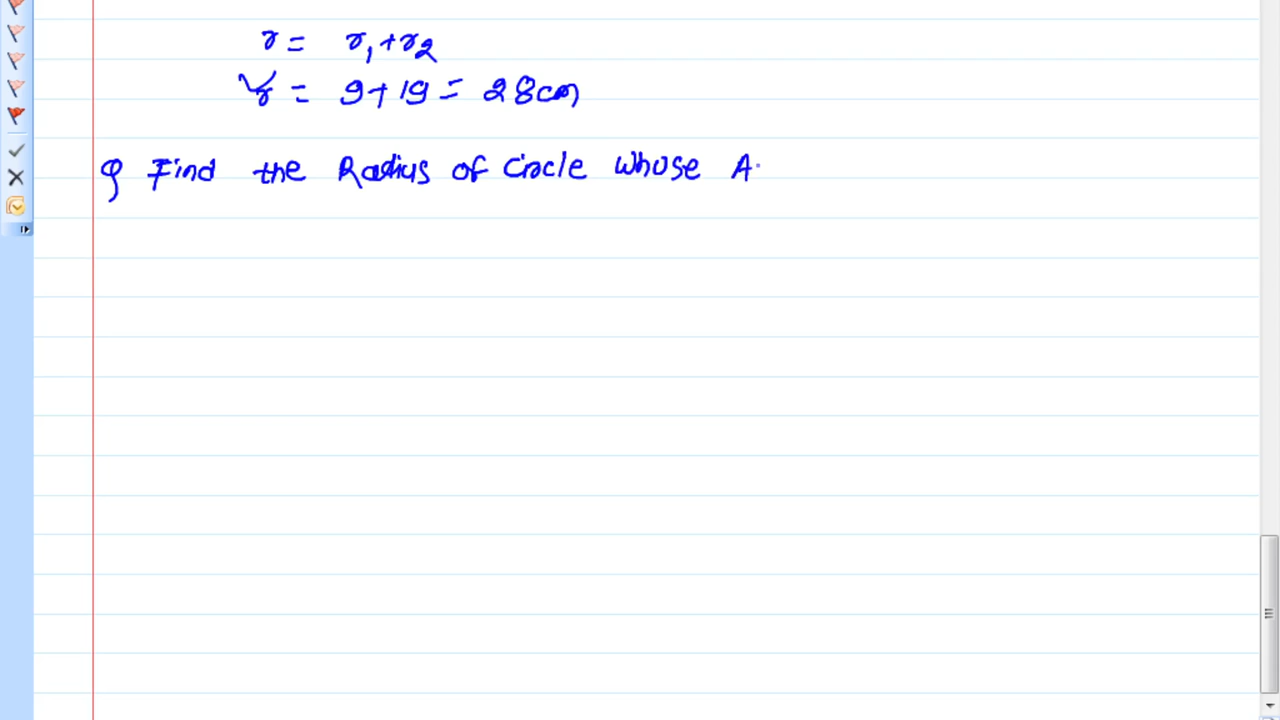 r = r₁+r₂
r = 9+19 = 28cm
Q Find the Radius of Circle whose A